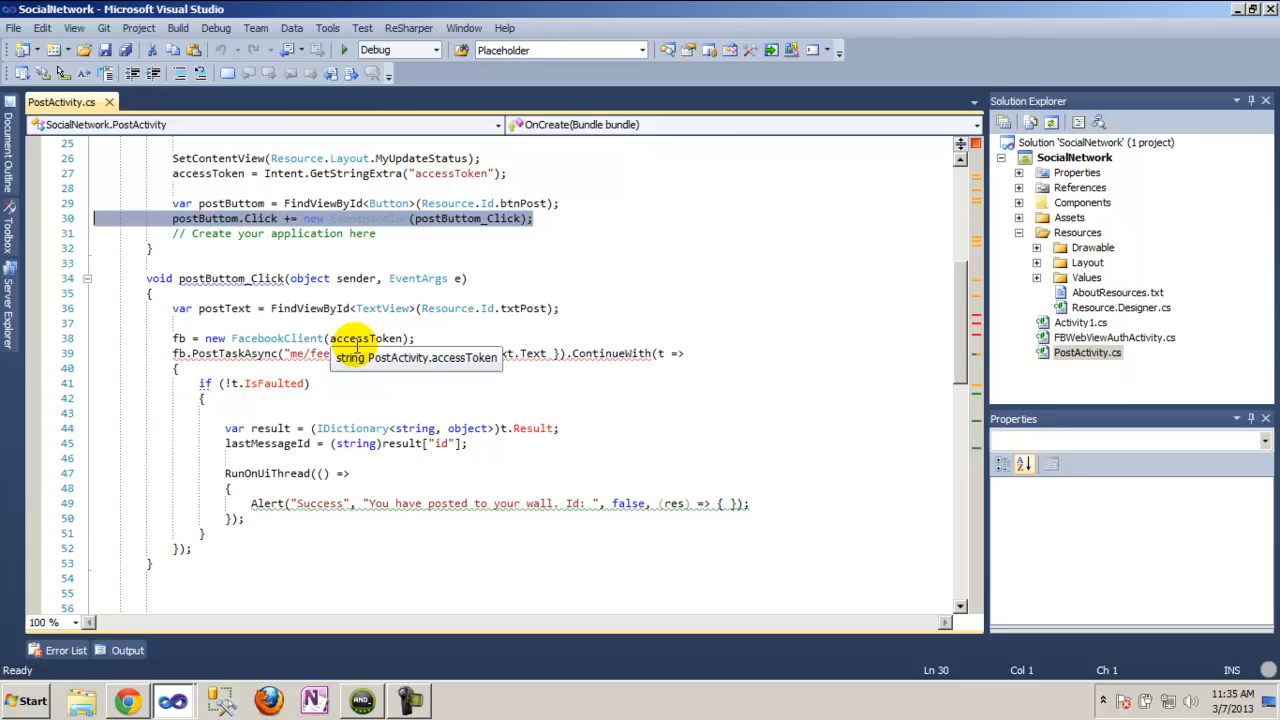 SocialNetwork - Microsoft Visual Studio
File Edit View Git Project Build Debug Team Data Tools Test ReSharper Window Help
Debug Placeholder
PostActivity.cs
SocialNetwork.PostActivity OnCreate(Bundle bundle)
25
26 SetContentView(Resource.Layout.MyUpdateStatus);
27 accessToken = Intent.GetStringExtra("accessToken");
28
29 var postButtom = FindViewById<Button>(Resource.Id.btnPost);
30 postButtom.Click += new EventHandler(postButtom_Click);
31 // Create your application here
32 }
33
34 void postButtom_Click(object sender, EventArgs e)
35 {
36 var postText = FindViewById<TextView>(Resource.Id.txtPost);
37
38 fb = new FacebookClient(accessToken);
39 fb.PostTaskAsync("me/fee t.Text }).ContinueWith(t =>
string PostActivity.accessToken
40 {
41 if (!t.IsFaulted)
42 {
43
44 var result = (IDictionary<string, object>)t.Result;
45 lastMessageId = (string)result["id"];
46
47 RunOnUiThread(() =>
48 {
49 Alert("Success", "You have posted to your wall. Id: ", false, (res) => { });
50 });
51 }
52 });
53 }
54
55
56
100 %
Document Outline
Toolbox
Server Explorer
Solution Explorer
Solution 'SocialNetwork' (1 project)
SocialNetwork
Properties
References
Components
Assets
Resources
Drawable
Layout
Values
AboutResources.txt
Resource.Designer.cs
Activity1.cs
FBWebViewAuthActivity.cs
PostActivity.cs
Properties
Error List Output
Ready Ln 30 Col 1 Ch 1 INS
Start 11:35 AM
3/7/2013